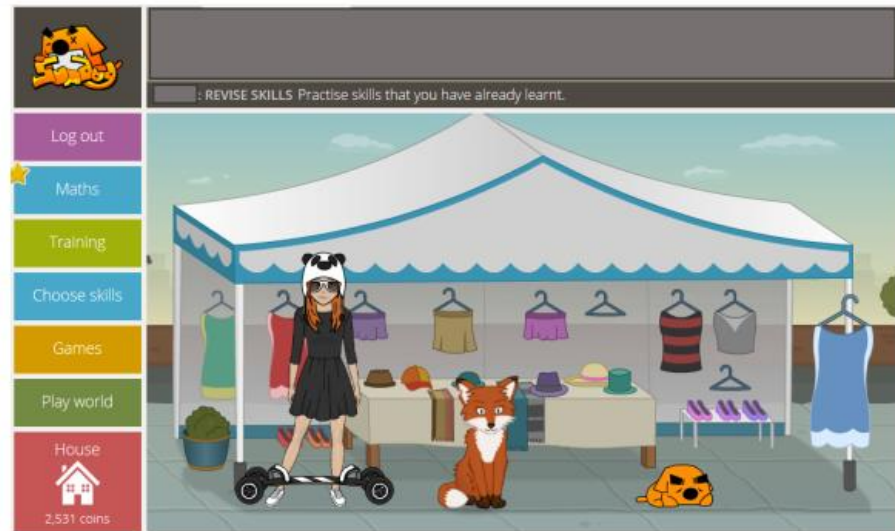 Sumdog
: REVISE SKILLS Practise skills that you have already learnt.
Log out
Maths
Training
Choose skills
Games
Play world
House
2,531 coins